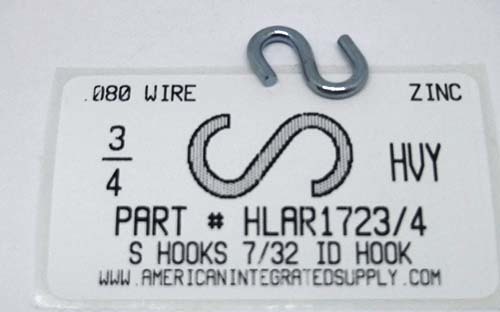 .080 WIRE ZINC
3/4 HVY
PART # HLAR1723/4
S HOOKS 7/32 ID HOOK
WWW.AMERICANINTEGRATEDSUPPLY.COM